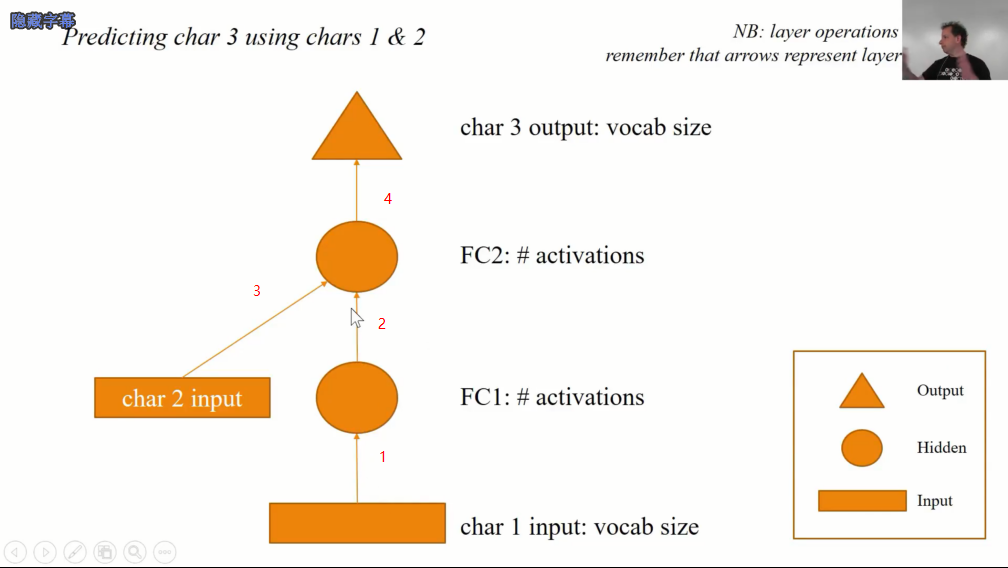 隐藏字幕
Predicting char 3 using chars 1 & 2
NB: layer operations
remember that arrows represent layer
char 3 output: vocab size
4
FC2: # activations
3
2
char 2 input
FC1: # activations
1
char 1 input: vocab size
Output
Hidden
Input